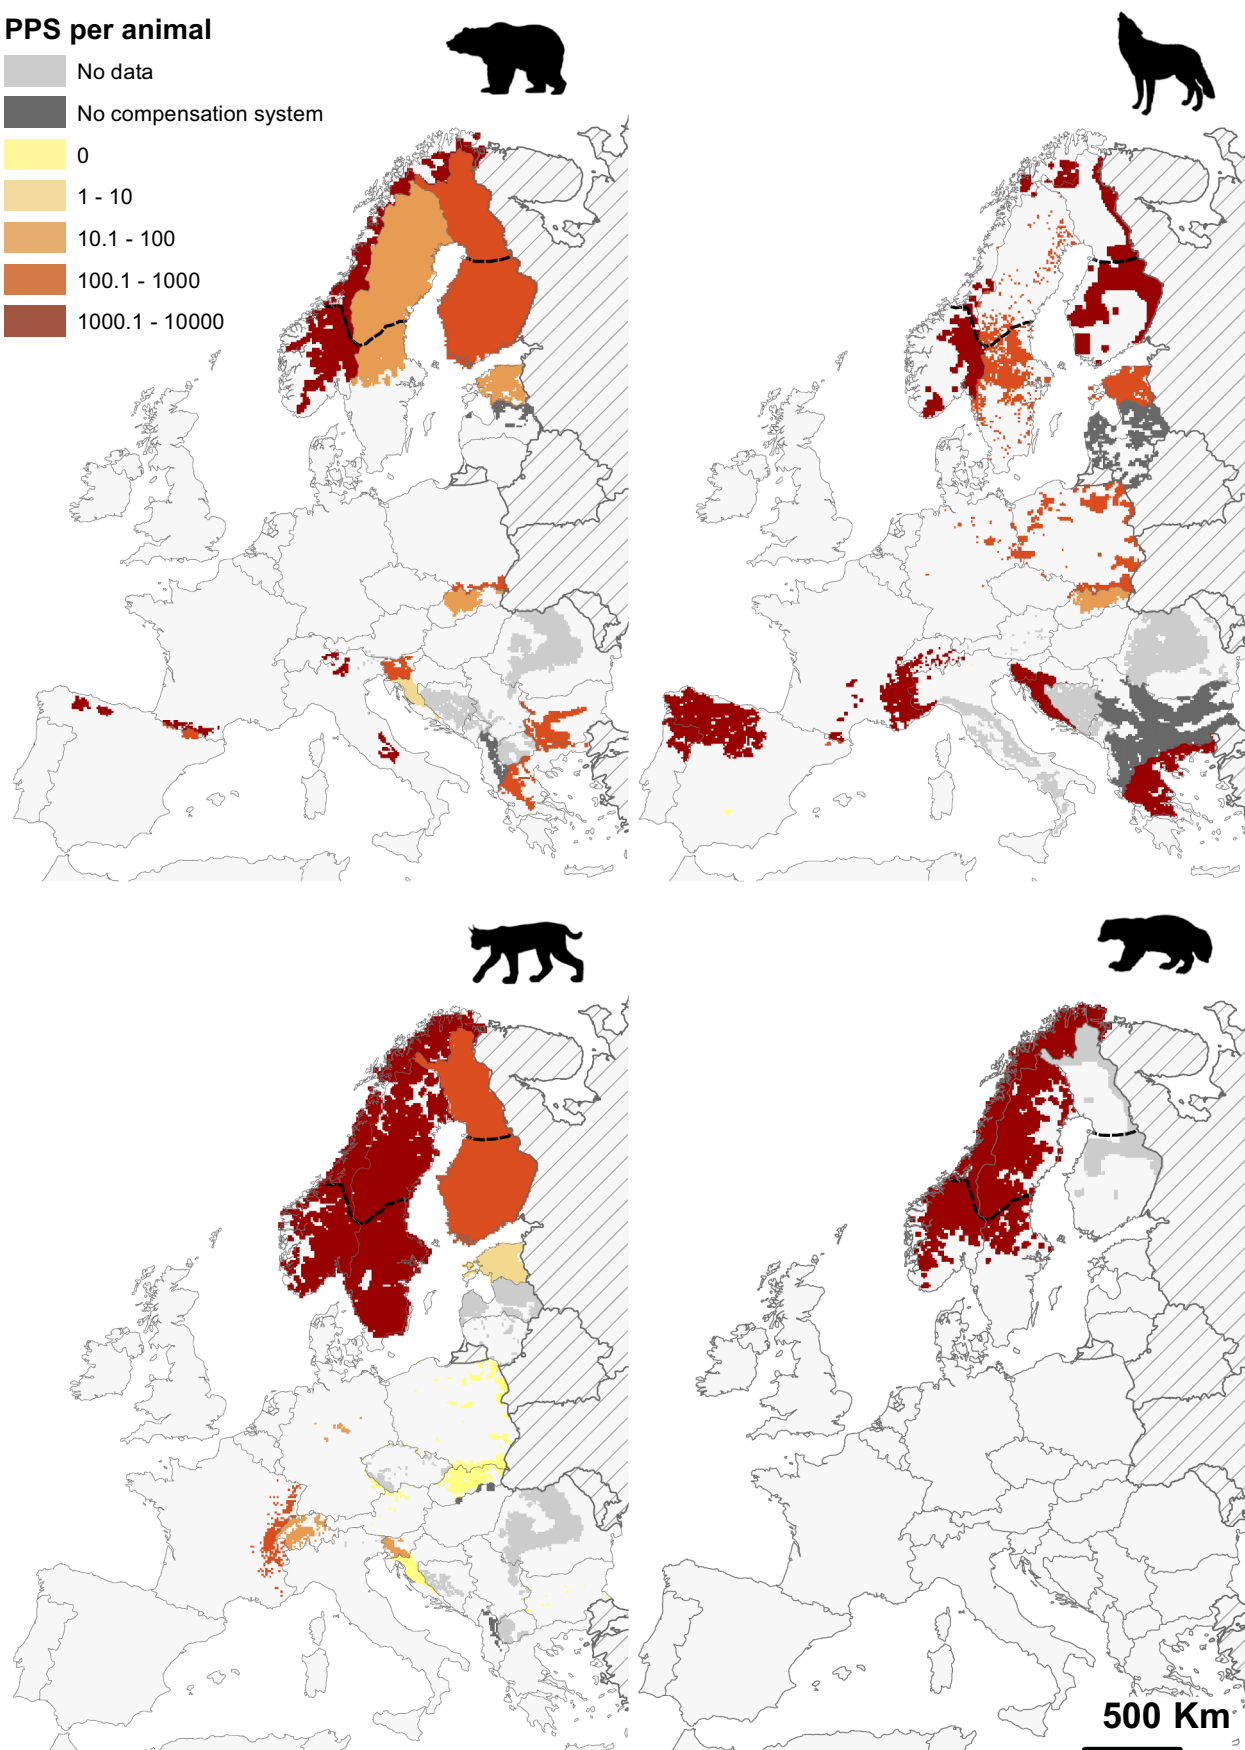 PPS per animal
No data
No compensation system
0
1 - 10
10.1 - 100
100.1 - 1000
1000.1 - 10000
500 Km